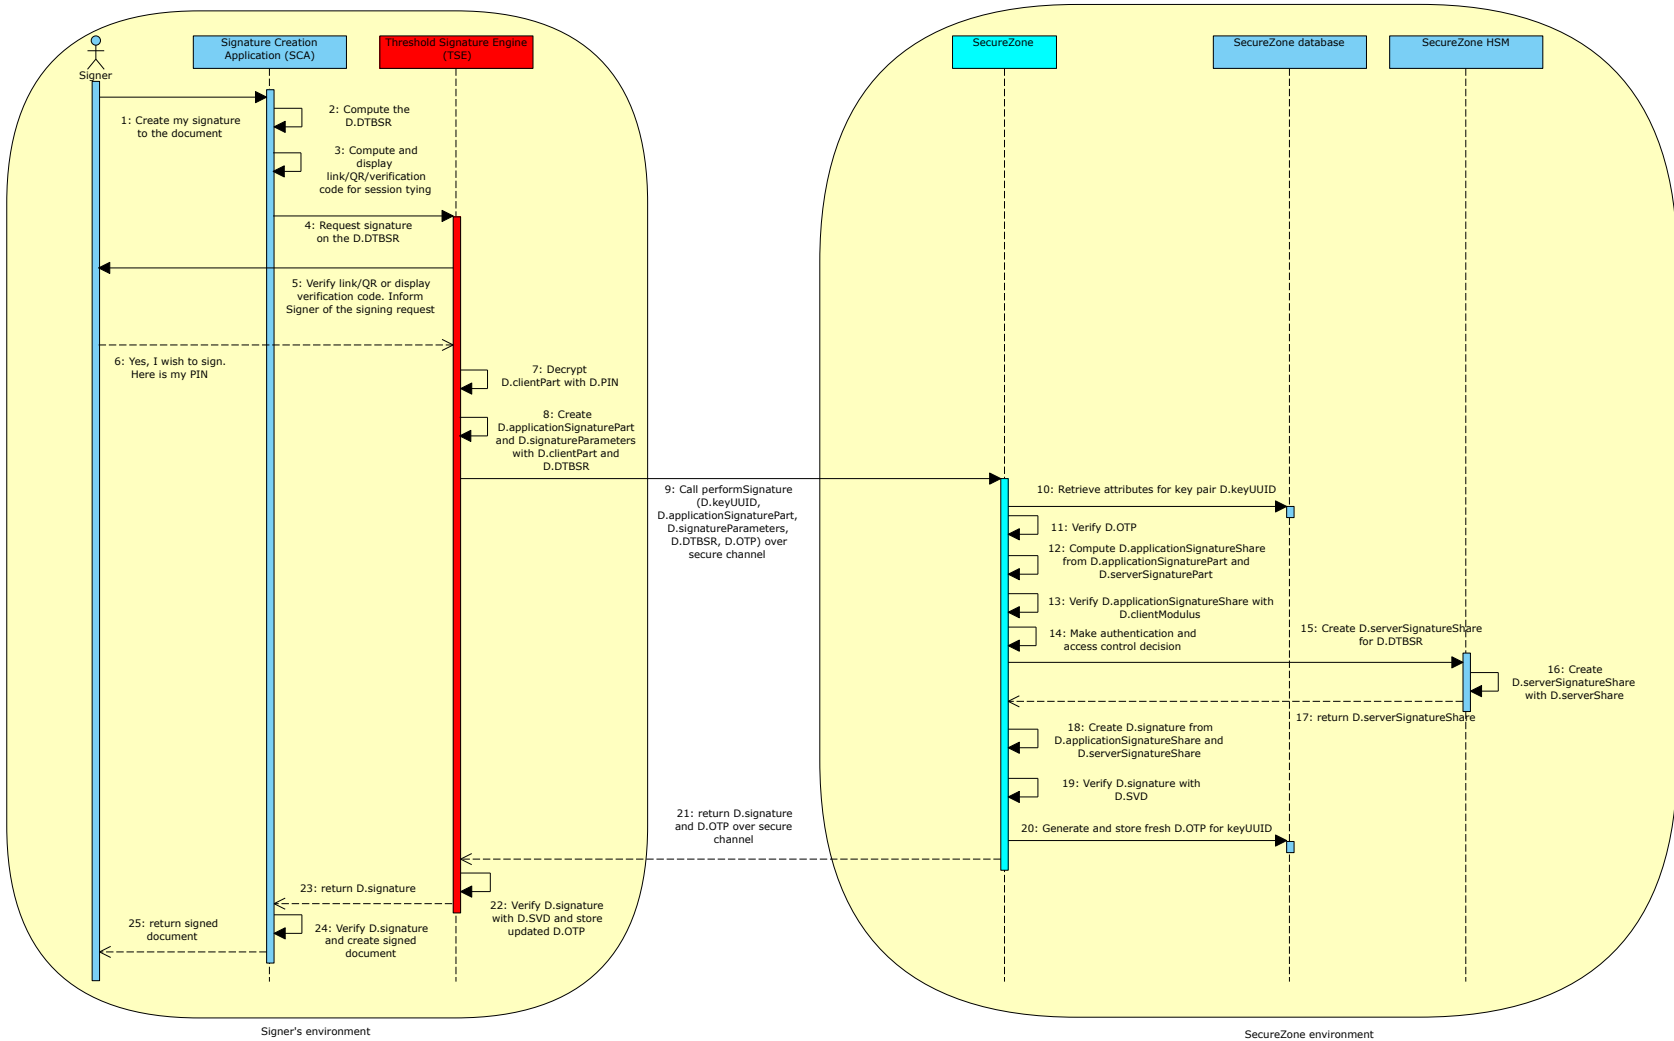 Signer
Signature Creation
Application (SCA)
Threshold Signature Engine
(TSE)
SecureZone
SecureZone database
SecureZone HSM
1: Create my signature
to the document
2: Compute the
D.DTBSR
3: Compute and
display
link/QR/verification
code for session tying
4: Request signature
on the D.DTBSR
5: Verify link/QR or display
verification code. Inform
Signer of the signing request
6: Yes, I wish to sign.
Here is my PIN
7: Decrypt
D.clientPart with D.PIN
8: Create
D.applicationSignaturePart
and D.signatureParameters
with D.clientPart and
D.DTBSR
9: Call performSignature
(D.keyUUID,
D.applicationSignaturePart,
D.signatureParameters,
D.DTBSR, D.OTP) over
secure channel
10: Retrieve attributes for key pair D.keyUUID
11: Verify D.OTP
12: Compute D.applicationSignatureShare
from D.applicationSignaturePart and
D.serverSignaturePart
13: Verify D.applicationSignatureShare with
D.clientModulus
14: Make authentication and
access control decision
15: Create D.serverSignatureShare
for D.DTBSR
16: Create
D.serverSignatureShare
with D.serverShare
17: return D.serverSignatureShare
18: Create D.signature from
D.applicationSignatureShare and
D.serverSignatureShare
19: Verify D.signature with
D.SVD
20: Generate and store fresh D.OTP for keyUUID
21: return D.signature
and D.OTP over secure
channel
22: Verify D.signature
with D.SVD and store
updated D.OTP
23: return D.signature
24: Verify D.signature
and create signed
document
25: return signed
document
Signer's environment
SecureZone environment